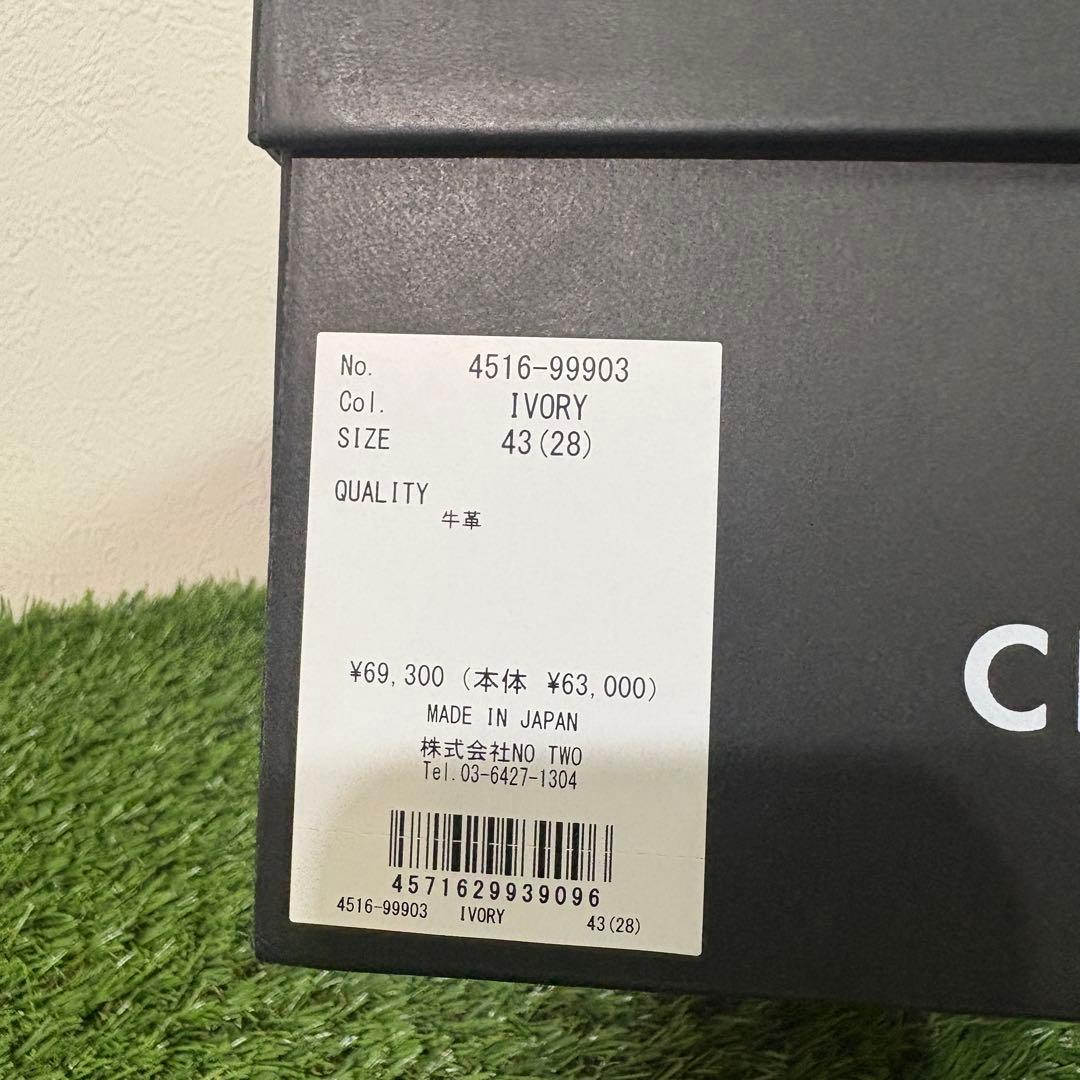 No. 4516-99903
Col. IVORY
SIZE 43(28)
QUALITY
牛革
¥69,300 (本体 ¥63,000)
MADE IN JAPAN
株式会社NO TWO
Tel.03-6427-1304
4571629939096
4516-99903 IVORY 43(28)
C